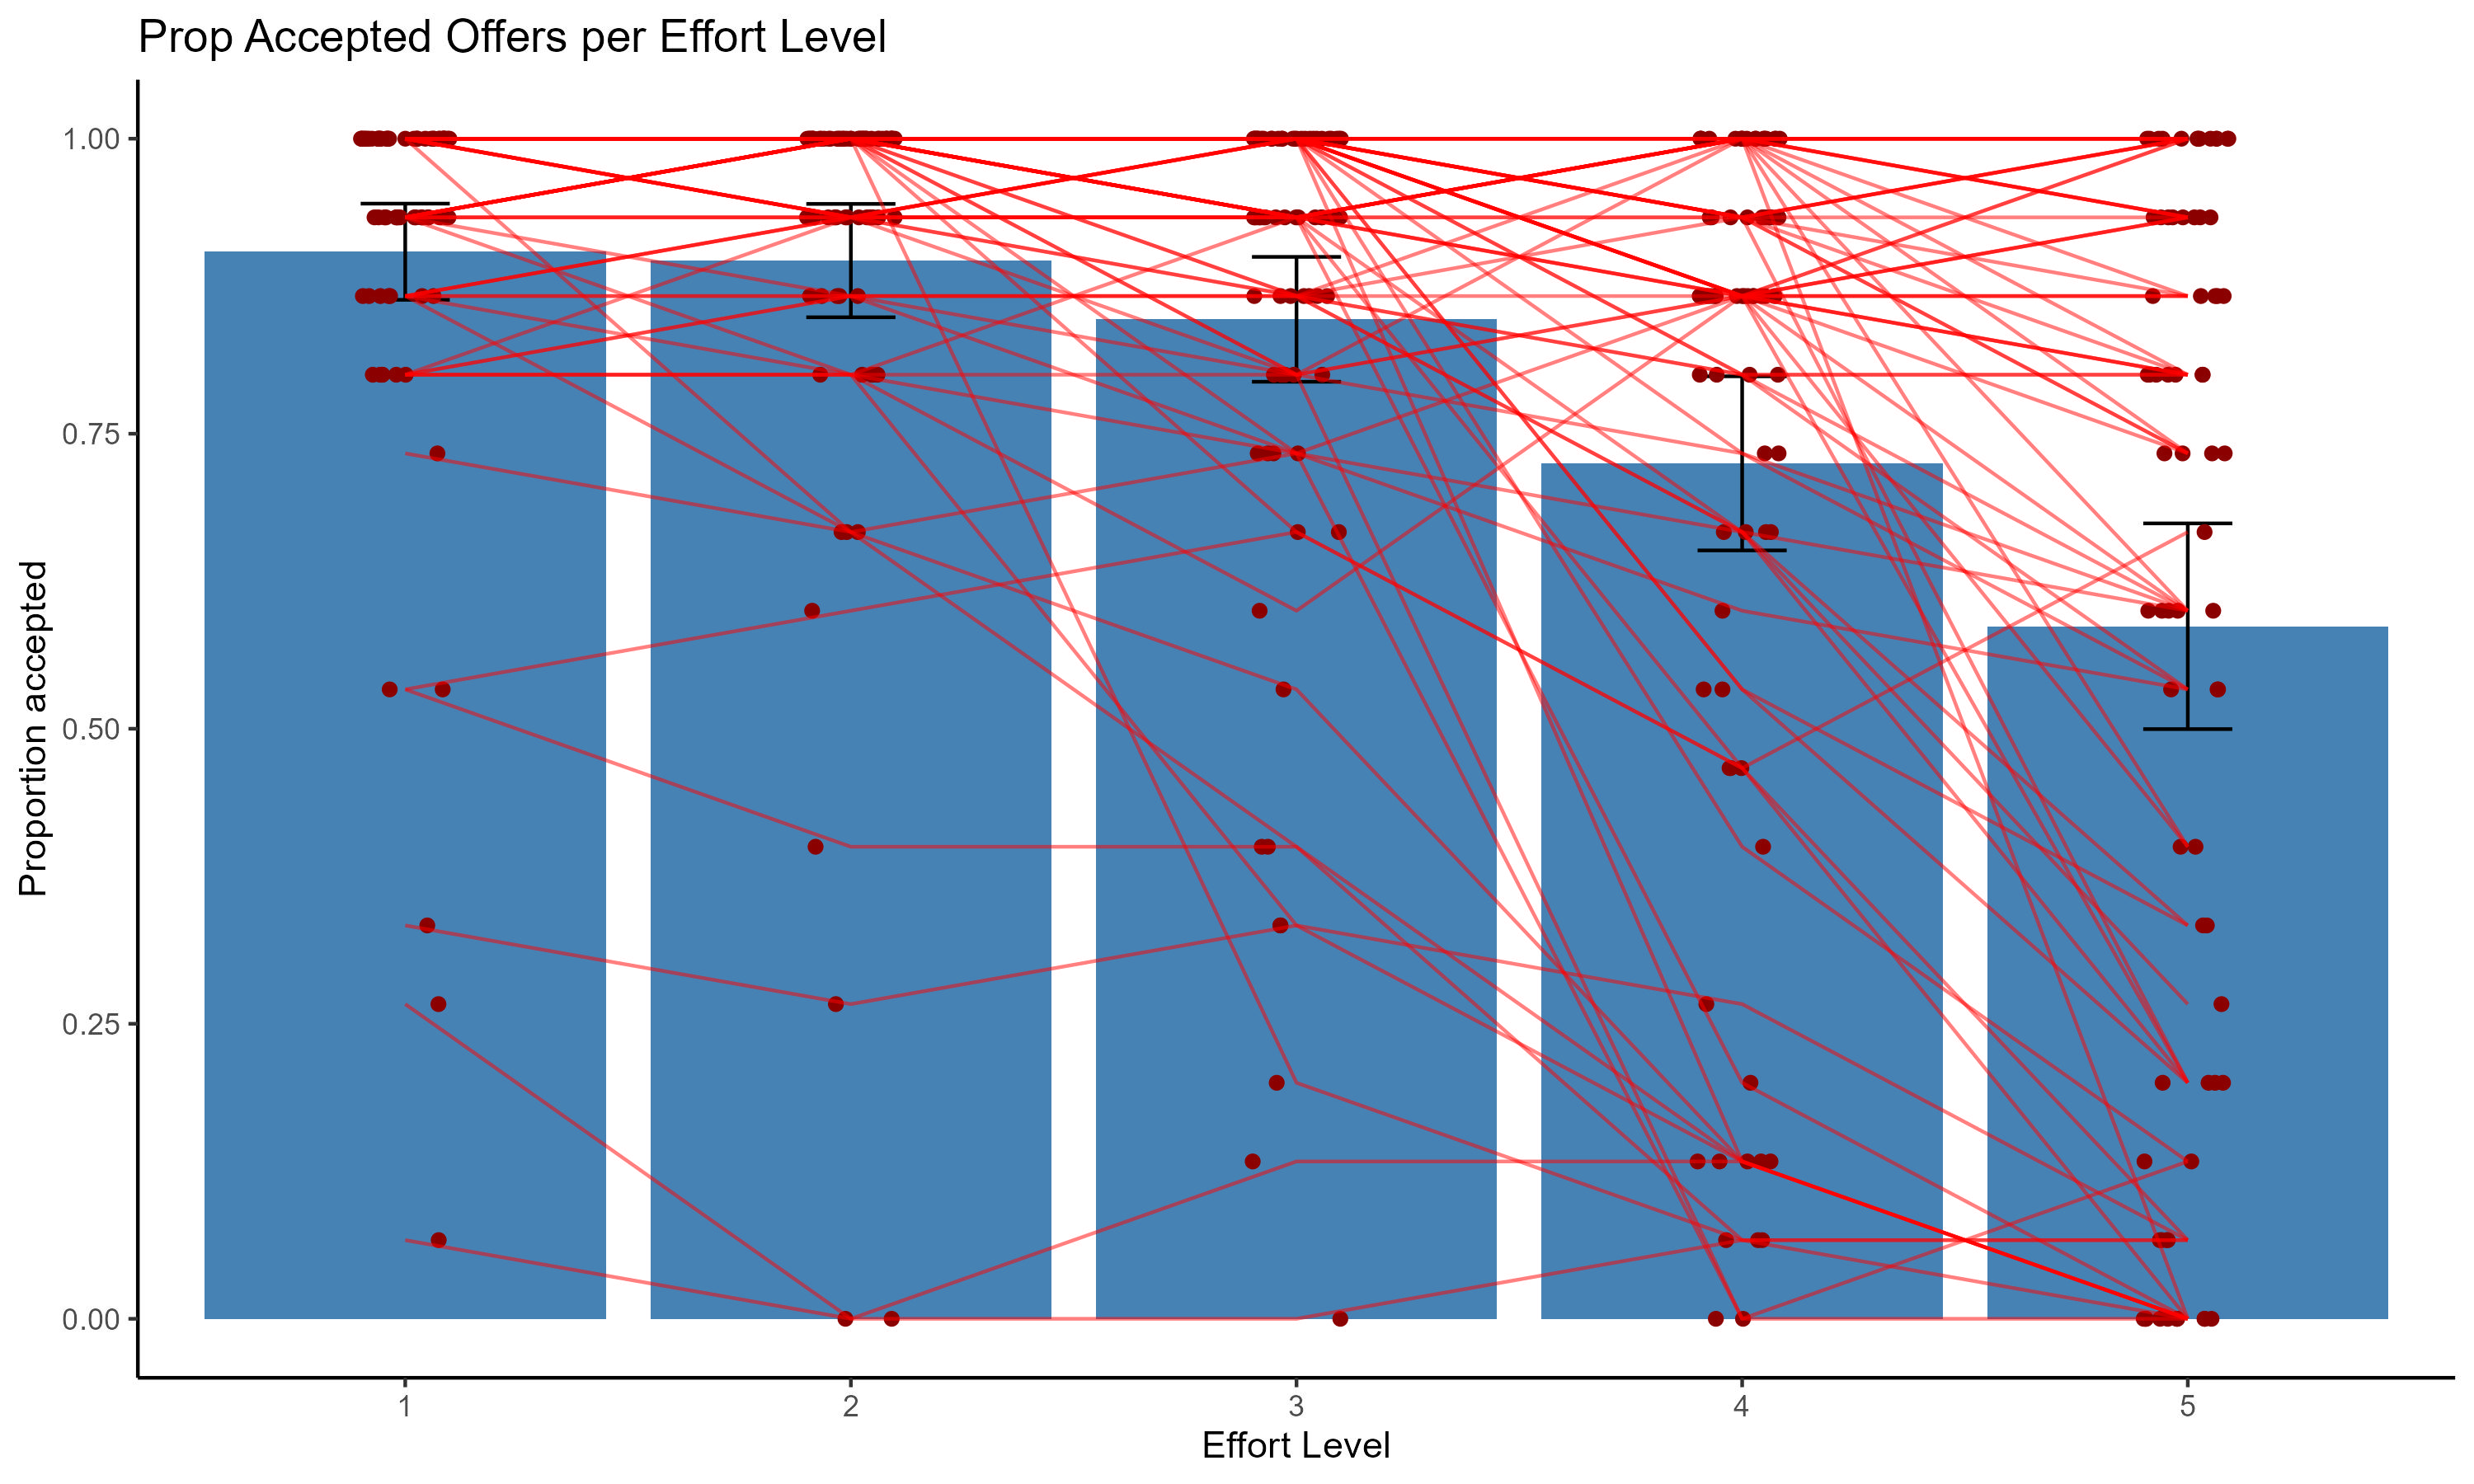 Prop Accepted Offers per Effort Level
1.00
0.75
0.50
0.25
0.00
Proportion accepted
1 2 3 4 5
Effort Level